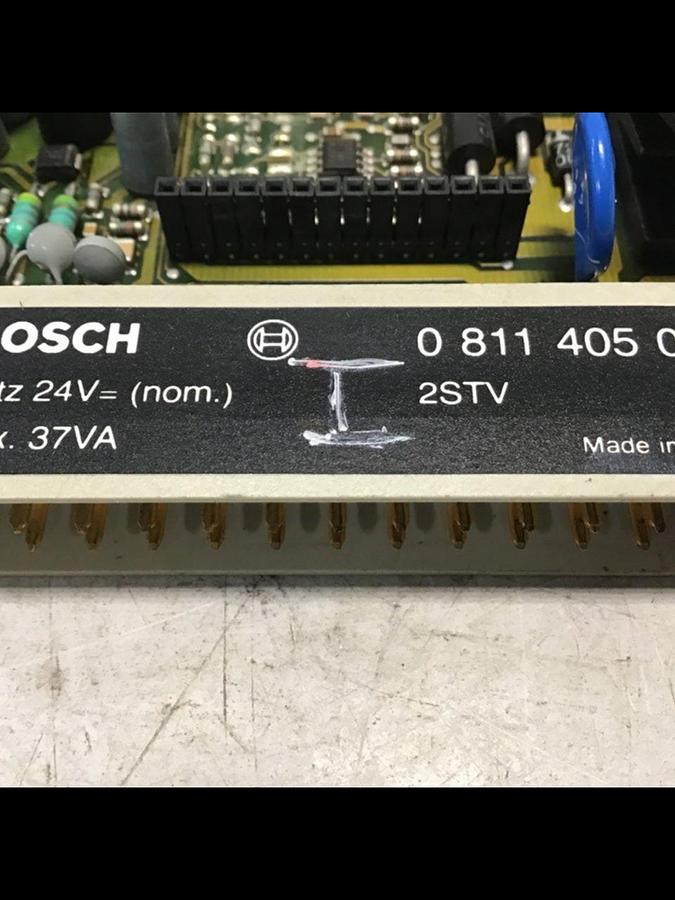 OSCH 0 811 405 0
tz 24V= (nom.) 2STV
x. 37VA Made in
I